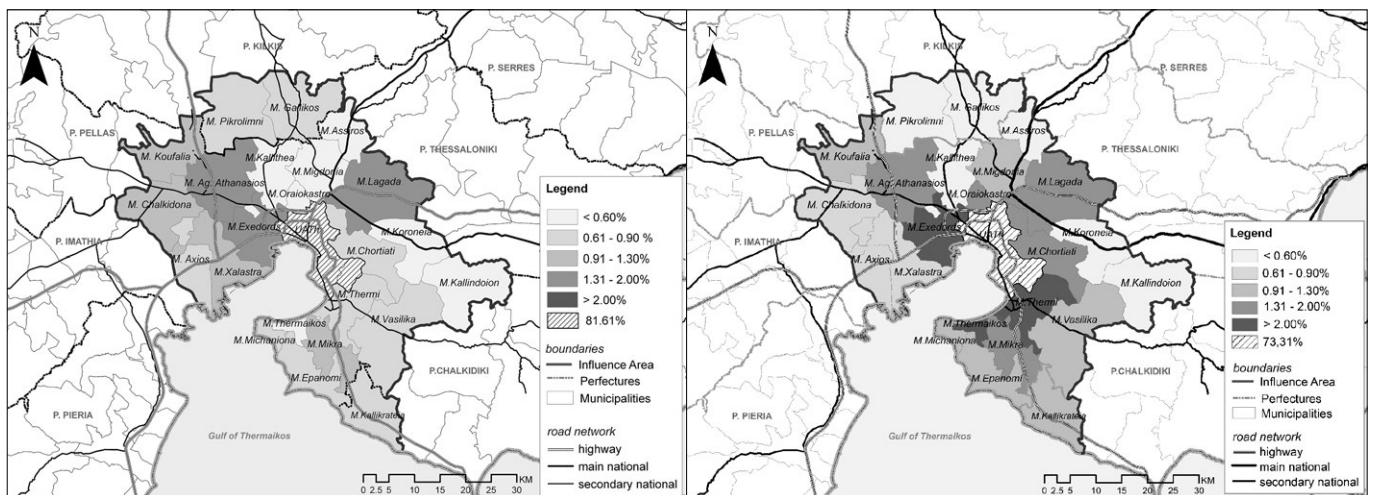 N
P. KILKIS
P. SERRES
M. Gallikos
M. Pikrolimni
M. Assiros
P. PELLAS
P. THESSALONIKI
M. Koufalia
M. Kalithea
M. Migdonia
M. Ag. Athanasios
M. Lagada
M. Oraiokastro
M. Chalkidona
M. Exedords
M. Koroneia
P. IMATHIA
M. Chortiati
M. Axios
M. Xalastra
M. Kallindoion
M. Thermi
M. Vasilika
M. Thermaikos
M. Michaniona
M. Mikra
P.CHALKIDIKI
M. Epanomi
P. PIERIA
M. Kallikrateia
Gulf of Thermaikos
0 2.5 5 10 15 20 25 30 KM
Legend
< 0.60%
0.61 - 0.90 %
0.91 - 1.30%
1.31 - 2.00%
> 2.00%
81.61%
boundaries
Influence Area
Perfectures
Municipalities
road network
highway
main national
secondary national
N
P. KILKIS
P. SERRES
M. Gallikos
M. Pikrolimni
M. Assiros
P. PELLAS
P. THESSALONIKI
M. Koufalia
M. Kalithea
M. Migdonia
M. Ag. Athanasios
M. Lagada
M. Oraiokastro
M. Chalkidona
M. Exedords
M. Koroneia
P. IMATHIA
M. Chortiati
M. Axios
M. Xalastra
M. Kallindoion
M. Thermi
M. Vasilika
M. Thermaikos
M. Michaniona
M. Mikra
P.CHALKIDIKI
M. Epanomi
P. PIERIA
M. Kallikrateia
Gulf of Thermaikos
0 2.5 5 10 15 20 25 30 KM
Legend
< 0.60%
0.61 - 0.90%
0.91 - 1.30%
1.31 - 2.00%
> 2.00%
73,31%
boundaries
Influence Area
Perfectures
Municipalities
road network
highway
main national
secondary national